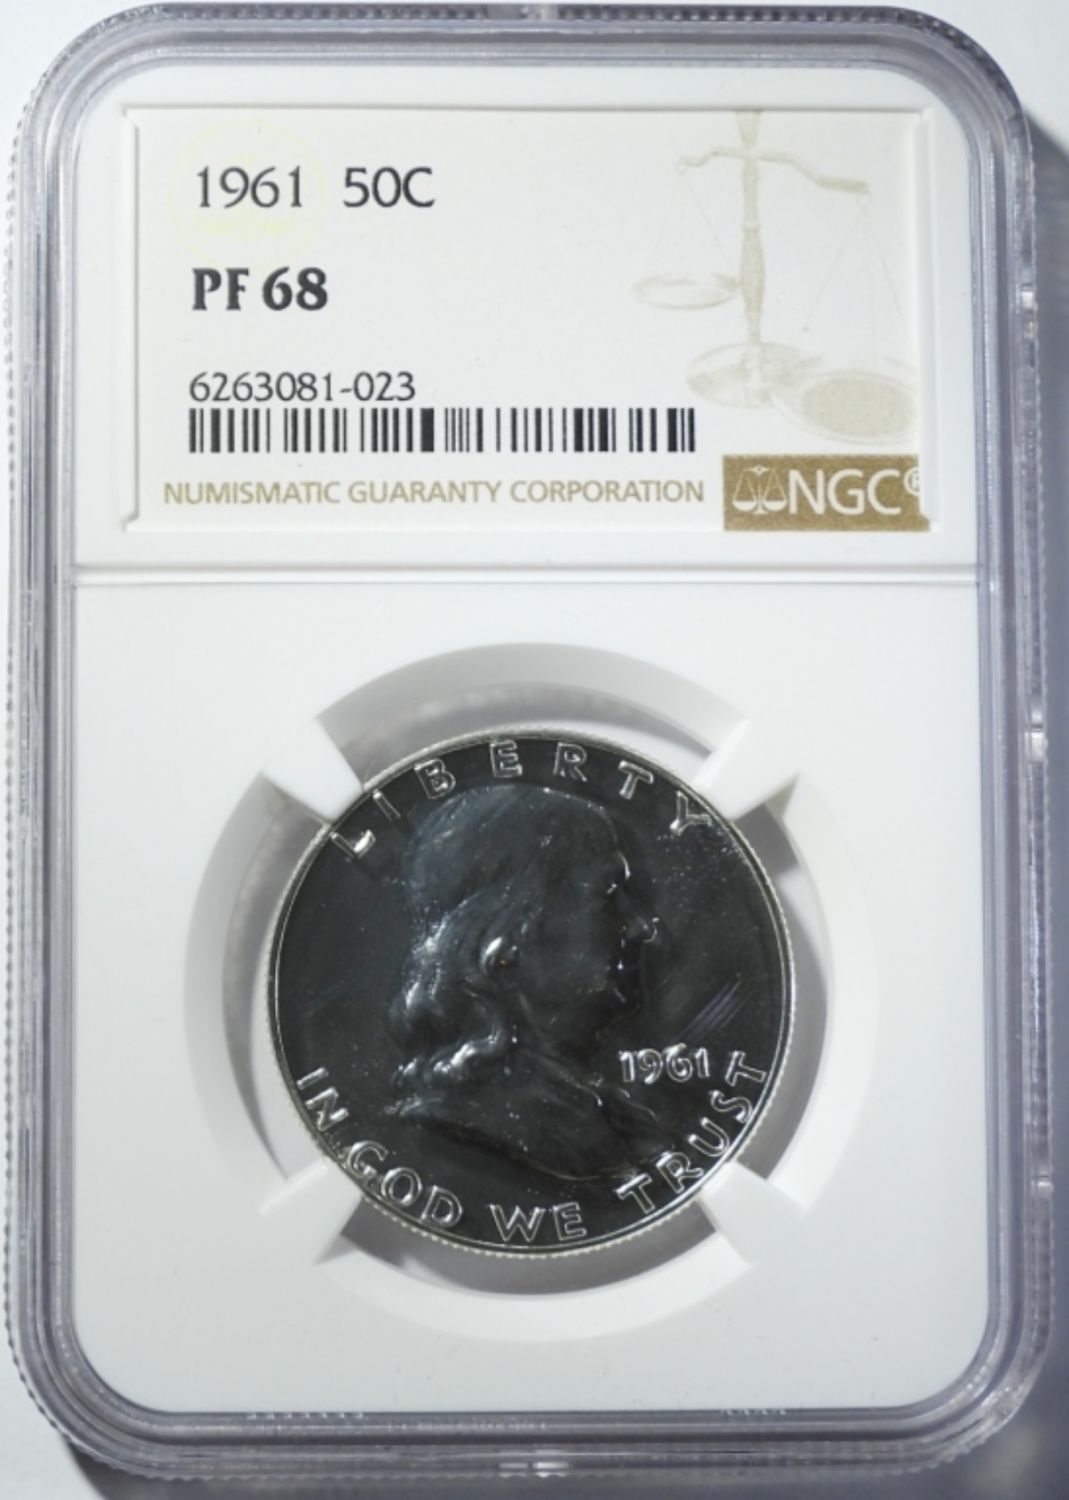 1961 50C
PF 68
6263081-023
NUMISMATIC GUARANTY CORPORATION
NGC®
LIBERTY
1961
IN GOD WE TRUST